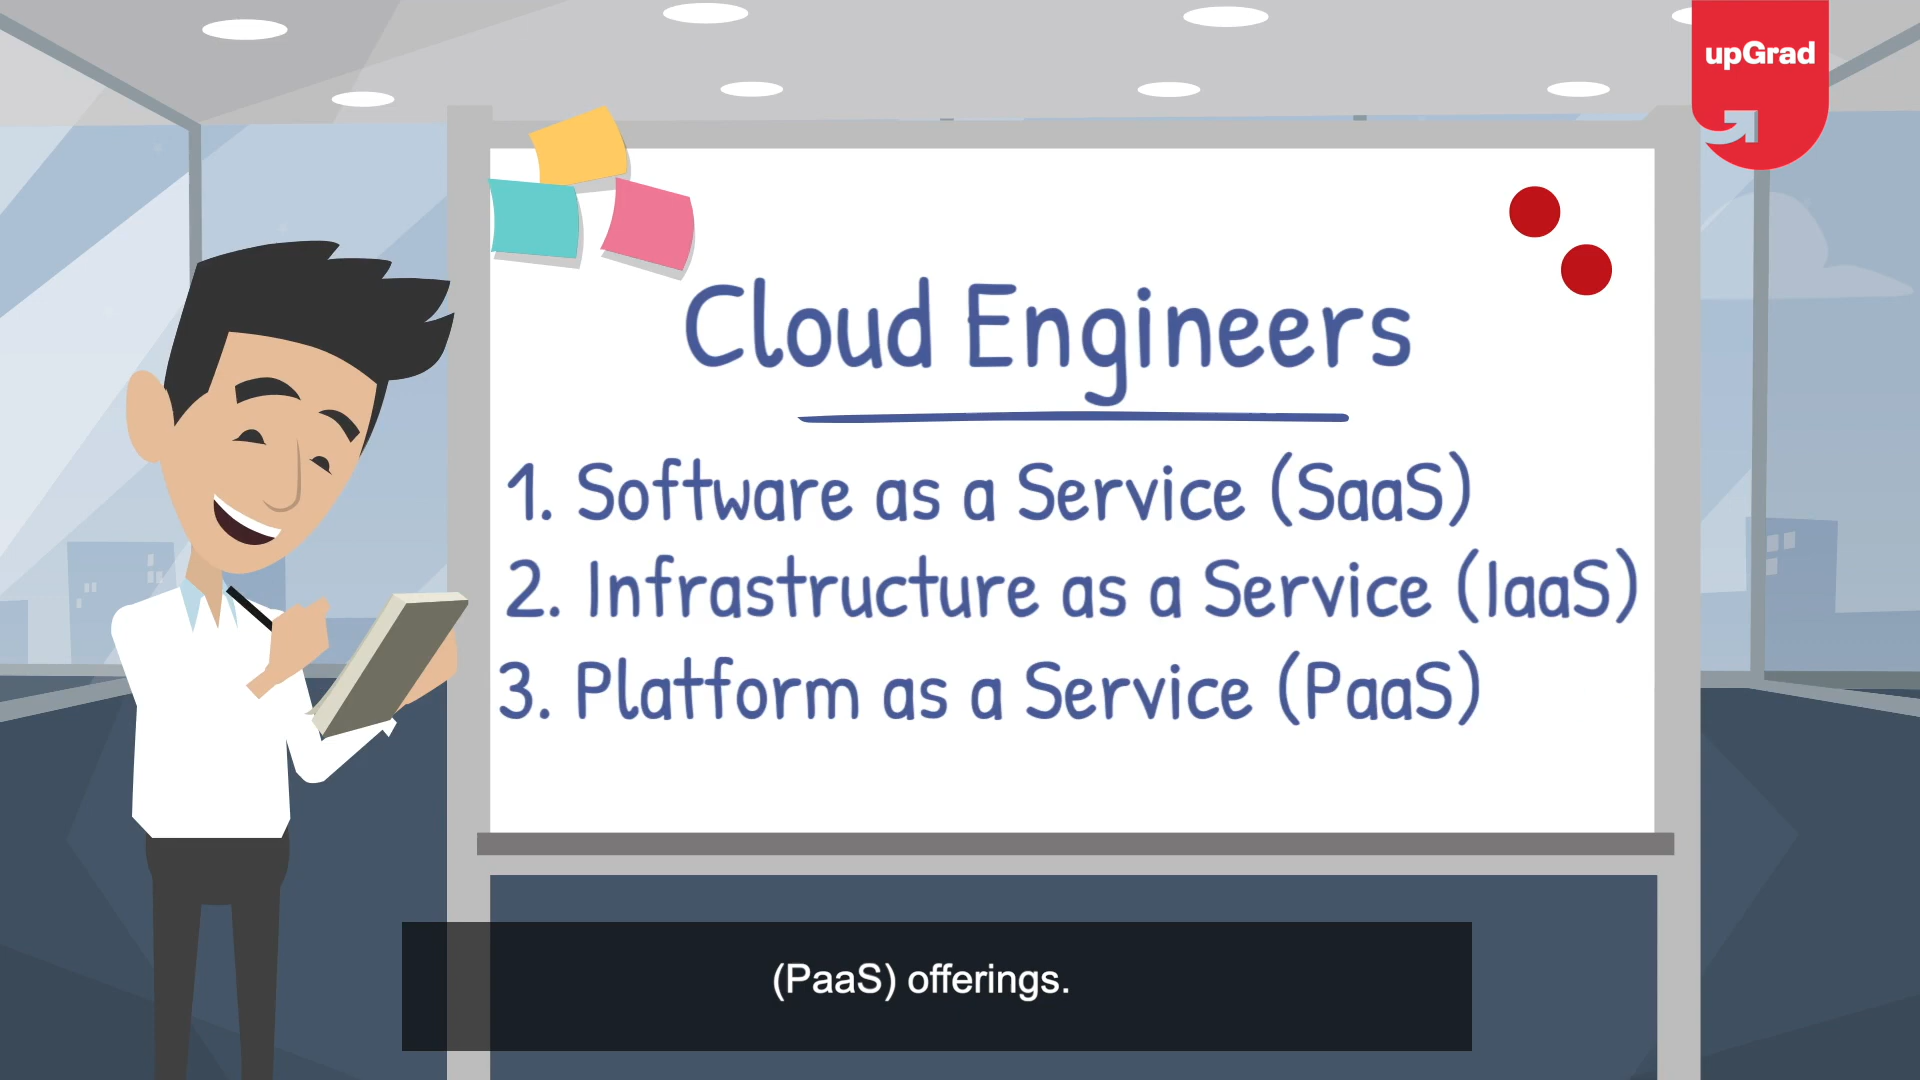 upGrad
Cloud Engineers
1. Software as a Service (SaaS)
2. Infrastructure as a Service (IaaS)
3. Platform as a Service (PaaS)
(PaaS) offerings.